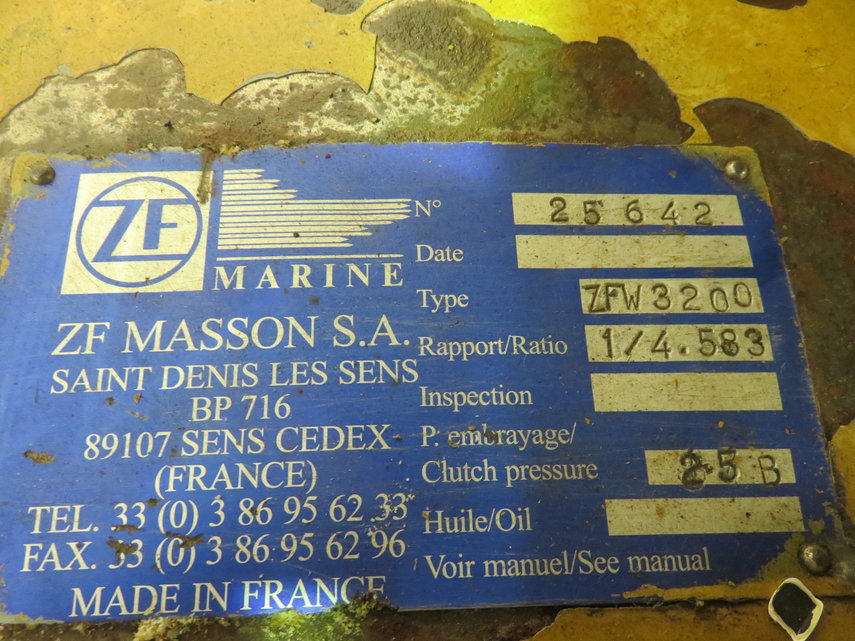 ZF
MARINE
ZF MASSON S.A.
SAINT DENIS LES SENS
BP 716
89107 SENS CEDEX
(FRANCE)
TEL. 33 (0) 3 86 95 62 33
FAX. 33 (0) 3 86 95 62 96
MADE IN FRANCE
N° 25642
Date
Type ZFW3200
Rapport/Ratio 1/4.583
Inspection
P. embrayage/
Clutch pressure 25 B
Huile/Oil
Voir manuel/See manual